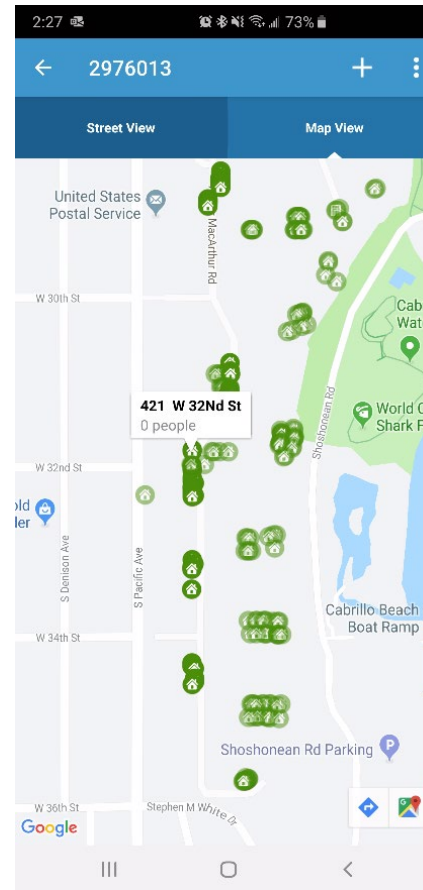 2:27
73%
2976013
Street View
Map View
United States
Postal Service
MacArthur Rd
W 30th St
Cab
Wat
421 W 32Nd St
0 people
Shoshonean Rd
World C
Shark F
W 32nd St
old
ler
S Denison Ave
S Pacific Ave
Cabrillo Beach
Boat Ramp
W 34th St
Shoshonean Rd Parking
P
W 36th St
Stephen M White Dr
Google